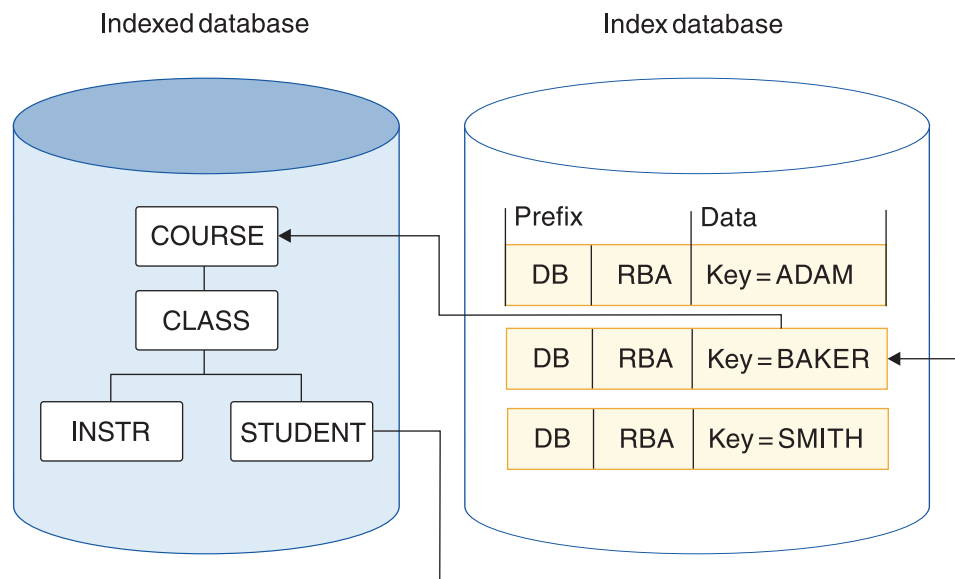 Indexed database
Index database
COURSE
CLASS
INSTR
STUDENT
Prefix Data
DB RBA Key=ADAM
DB RBA Key=BAKER
DB RBA Key=SMITH